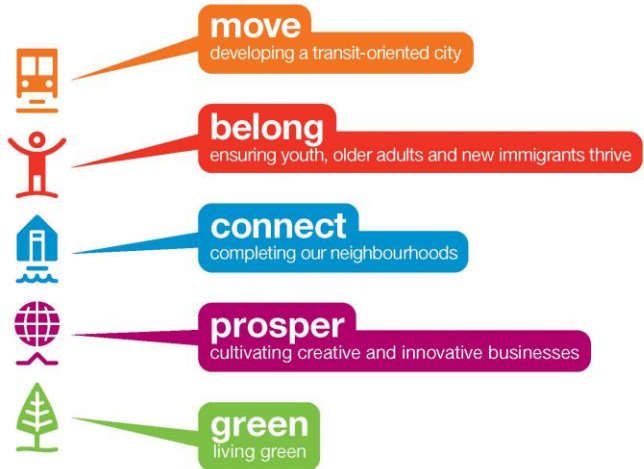 move
developing a transit-oriented city
belong
ensuring youth, older adults and new immigrants thrive
connect
completing our neighbourhoods
prosper
cultivating creative and innovative businesses
green
living green